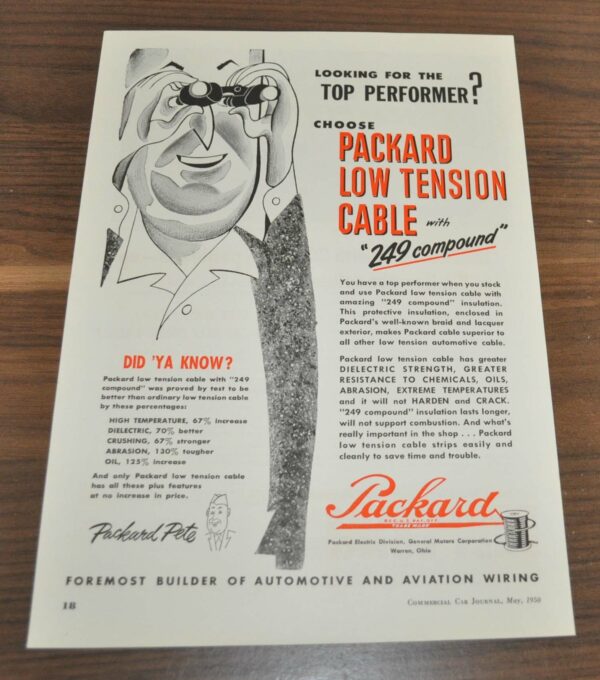 LOOKING FOR THE
TOP PERFORMER?
CHOOSE
PACKARD
LOW TENSION
CABLE with
"249 compound"
You have a top performer when you stock
and use Packard low tension cable with
amazing "249 compound" insulation.
This protective insulation, enclosed in
Packard's well-known braid and lacquer
exterior, makes Packard cable superior to
all other low tension automotive cable.
Packard low tension cable has greater
DIELECTRIC STRENGTH, GREATER
RESISTANCE TO CHEMICALS, OILS,
ABRASION, EXTREME TEMPERATURES
and it will not HARDEN and CRACK.
"249 compound" insulation lasts longer,
will not support combustion. And what's
really important in the shop . . . Packard
low tension cable strips easily and
cleanly to save time and trouble.
DID 'YA KNOW?
Packard low tension cable with "249
compound" was proved by test to be
better than ordinary low tension cable
by these percentages:
HIGH TEMPERATURE, 67% increase
DIELECTRIC, 70% better
CRUSHING, 67% stronger
ABRASION, 130% tougher
OIL, 125% increase
And only Packard low tension cable
has all these plus features
at no increase in price.
Packard Pete
Packard
REG. U.S. PAT. OFF.
TRADE MARK
Packard Electric Division, General Motors Corporation
Warren, Ohio
FOREMOST BUILDER OF AUTOMOTIVE AND AVIATION WIRING
18
COMMERCIAL CAR JOURNAL, May, 1950